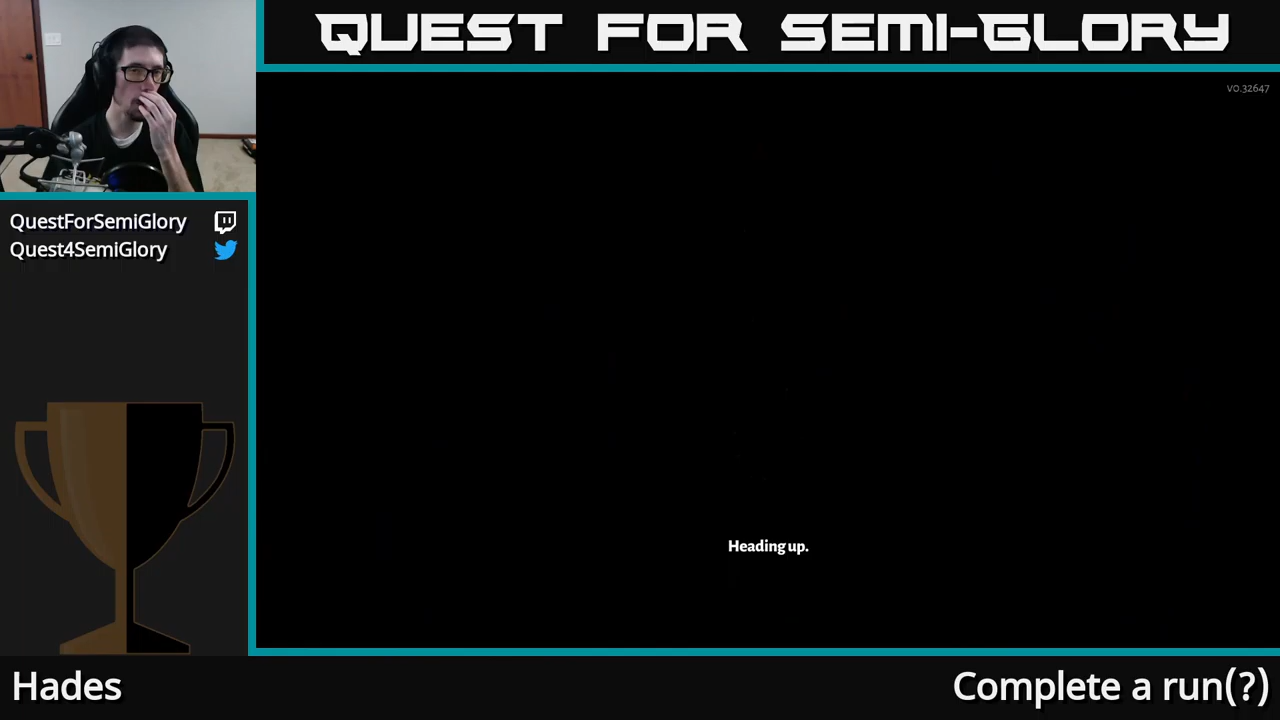 QUEST FOR SEMI-GLORY
V0.32647
QuestForSemiGlory
Quest4SemiGlory
Heading up.
Hades
Complete a run(?)